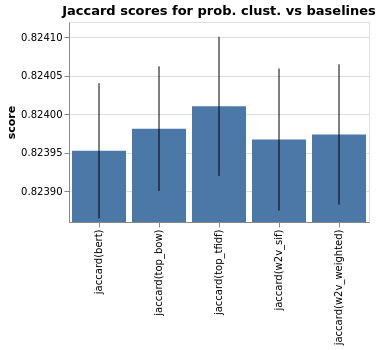 Jaccard scores for prob. clust. vs baselines
score
0.82410
0.82405
0.82400
0.82395
0.82390
jaccard(bert)
jaccard(top_bow)
jaccard(top_tfidf)
jaccard(w2v_sif)
jaccard(w2v_weighted)